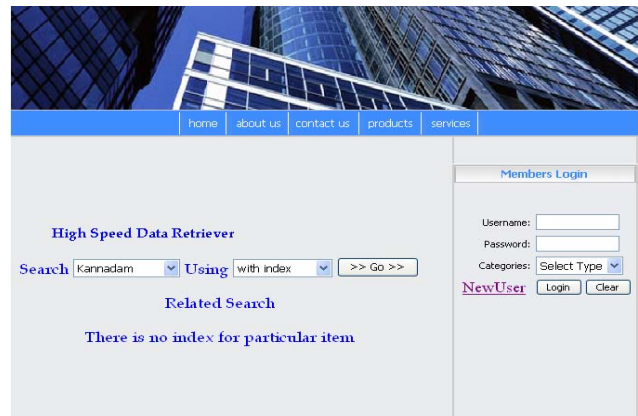 home about us contact us products services
Members Login
High Speed Data Retriever
Search Kannadam Using with index >> Go >>
Related Search
There is no index for particular item
Username:
Password:
Categories: Select Type
NewUser Login Clear